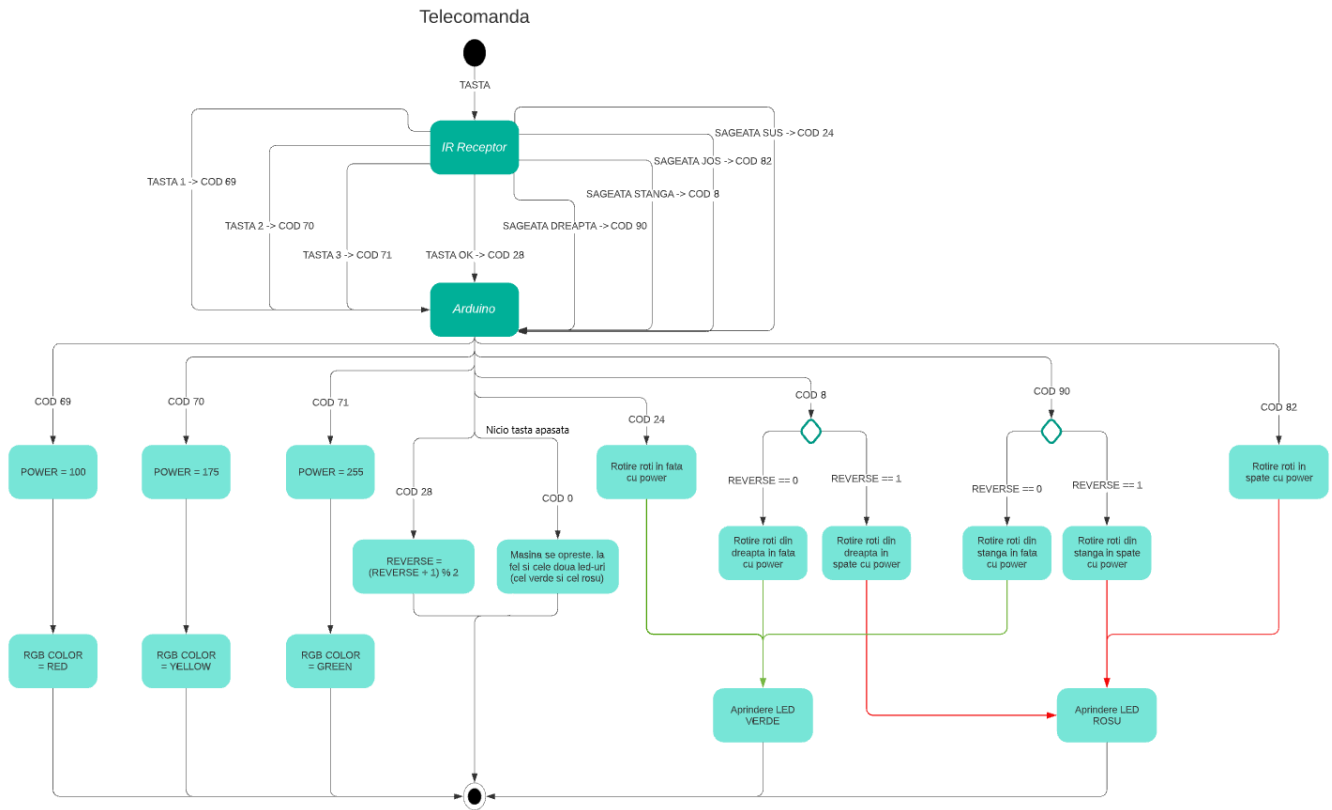 Telecomanda
TASTA
IR Receptor
SAGEATA SUS -> COD 24
SAGEATA JOS -> COD 82
TASTA 1 -> COD 69
SAGEATA STANGA -> COD 8
TASTA 2 -> COD 70
SAGEATA DREAPTA -> COD 90
TASTA 3 -> COD 71
TASTA OK -> COD 28
Arduino
COD 69
COD 70
COD 71
COD 24
COD 8
COD 90
COD 82
Nicio tasta apasata
POWER = 100
POWER = 175
POWER = 255
Rotire roti in fata
cu power
Rotire roti in
spate cu power
COD 28
COD 0
REVERSE == 0
REVERSE == 1
REVERSE == 0
REVERSE == 1
REVERSE =
(REVERSE + 1) % 2
Masina se opreste. la
fel si cele doua led-uri
(cel verde si cel rosu)
Rotire roti din
dreapta in fata
cu power
Rotire roti din
dreapta in
spate cu power
Rotire roti din
stanga in fata
cu power
Rotire roti din
stanga in spate
cu power
RGB COLOR
= RED
RGB COLOR
= YELLOW
RGB COLOR
= GREEN
Aprindere LED
VERDE
Aprindere LED
ROSU